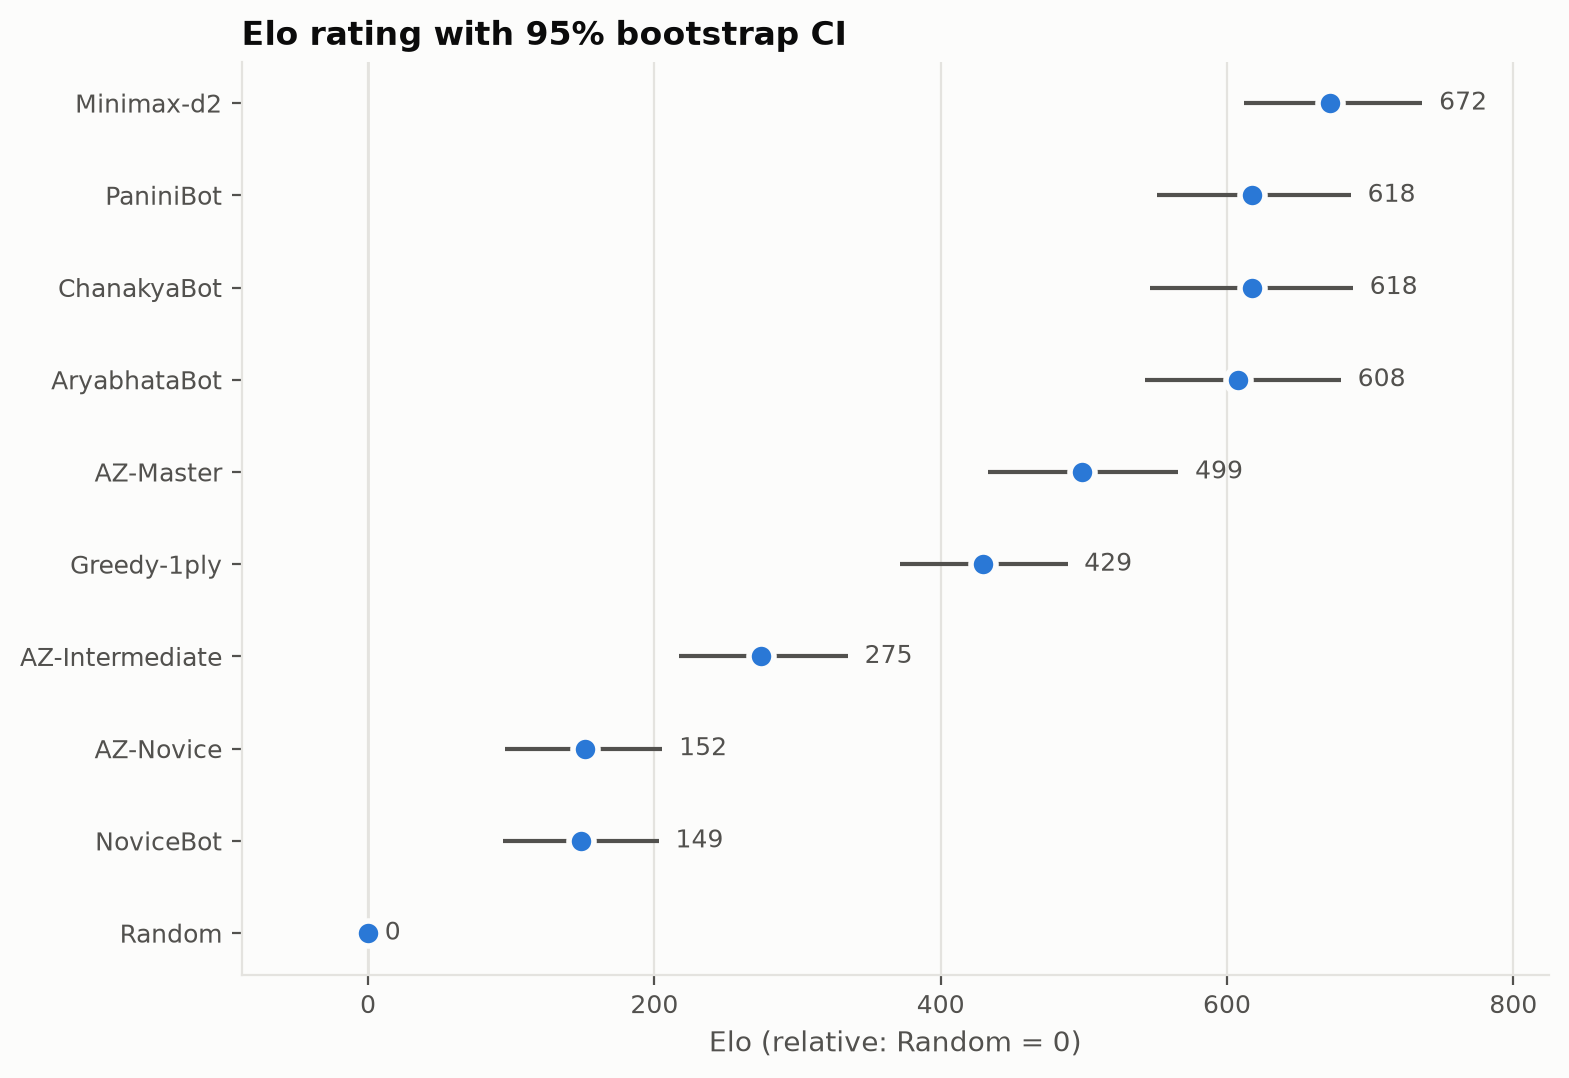 Elo rating with 95% bootstrap CI
Minimax-d2 672
PaniniBot 618
ChanakyaBot 618
AryabhataBot 608
AZ-Master 499
Greedy-1ply 429
AZ-Intermediate 275
AZ-Novice 152
NoviceBot 149
Random 0
0 200 400 600 800
Elo (relative: Random = 0)